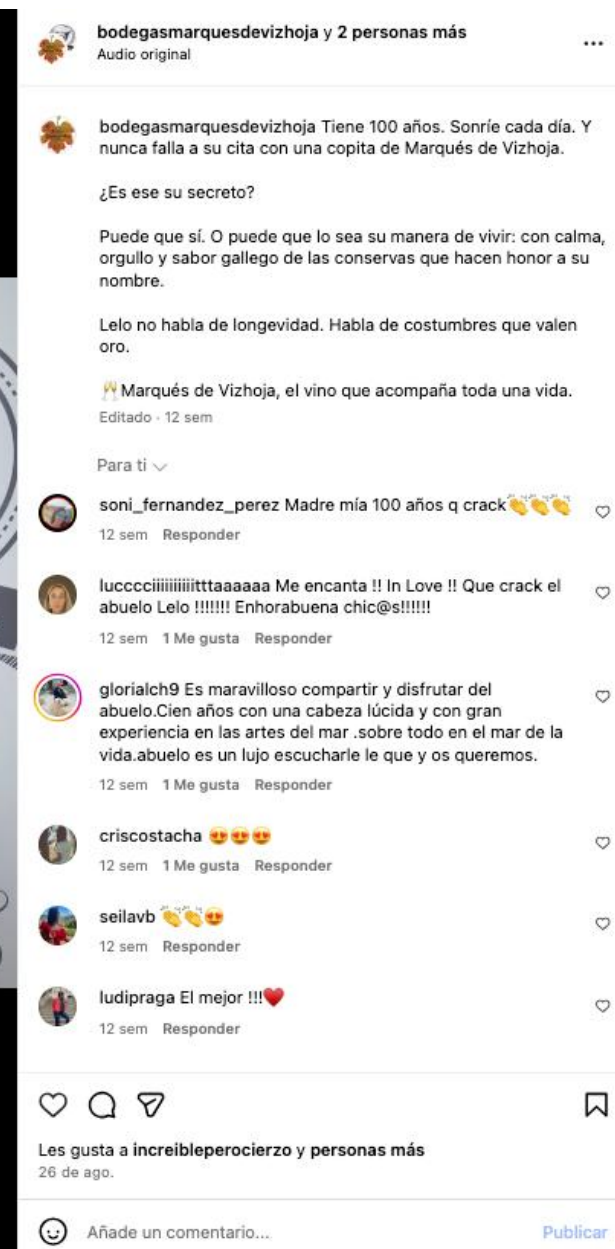 bodegasmarquesdevizhoja y 2 personas más
Audio original
bodegasmarquesdevizhoja Tiene 100 años. Sonríe cada día. Y
nunca falla a su cita con una copita de Marqués de Vizhoja.
¿Es ese su secreto?
Puede que sí. O puede que lo sea su manera de vivir: con calma,
orgullo y sabor gallego de las conservas que hacen honor a su
nombre.
Lelo no habla de longevidad. Habla de costumbres que valen
oro.
🥂Marqués de Vizhoja, el vino que acompaña toda una vida.
Editado · 12 sem
Para ti
soni_fernandez_perez Madre mía 100 años q crack👏👏👏
12 sem Responder
lucccciiiiiiiiiitttaaaaaa Me encanta !! In Love !! Que crack el
abuelo Lelo !!!!!!! Enhorabuena chic@s!!!!!!
12 sem 1 Me gusta Responder
glorialch9 Es maravilloso compartir y disfrutar del
abuelo.Cien años con una cabeza lúcida y con gran
experiencia en las artes del mar .sobre todo en el mar de la
vida.abuelo es un lujo escucharle le que y os queremos.
12 sem 1 Me gusta Responder
criscostacha 😍😍😍
12 sem 1 Me gusta Responder
seilavb 👏👏😍
12 sem Responder
ludipraga El mejor !!!❤️
12 sem Responder
Les gusta a increibleperocierzo y personas más
26 de ago.
Añade un comentario...
Publicar